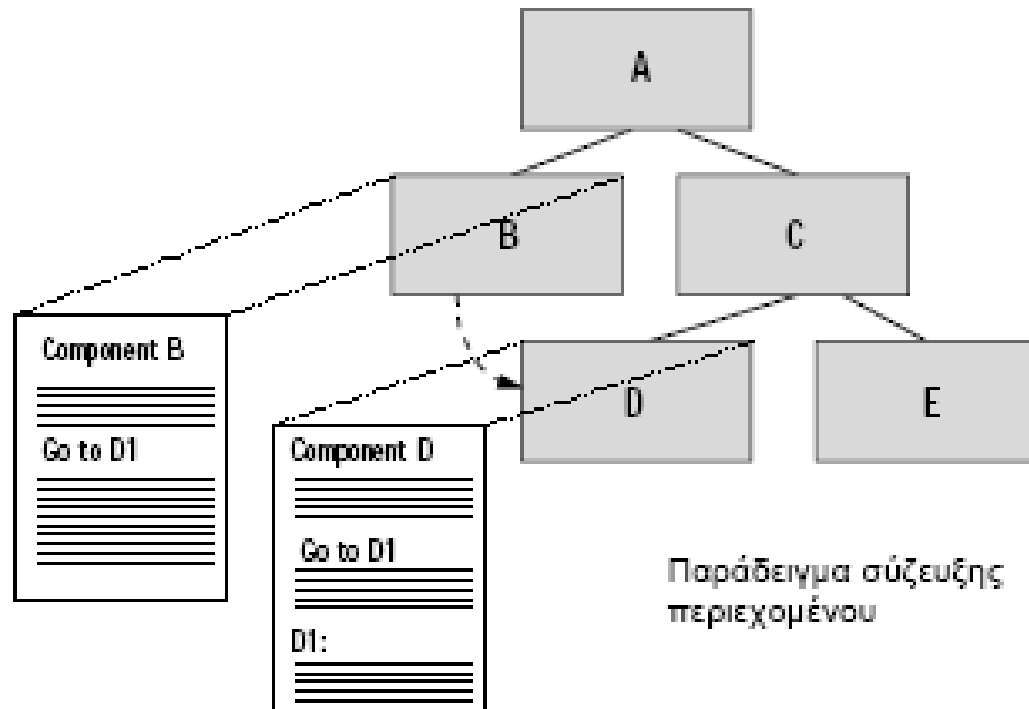 A
B
C
D
E
Component B
Go to D1
Component D
Go to D1
D1:
Παράδειγμα σύζευξης
περιεχομένου